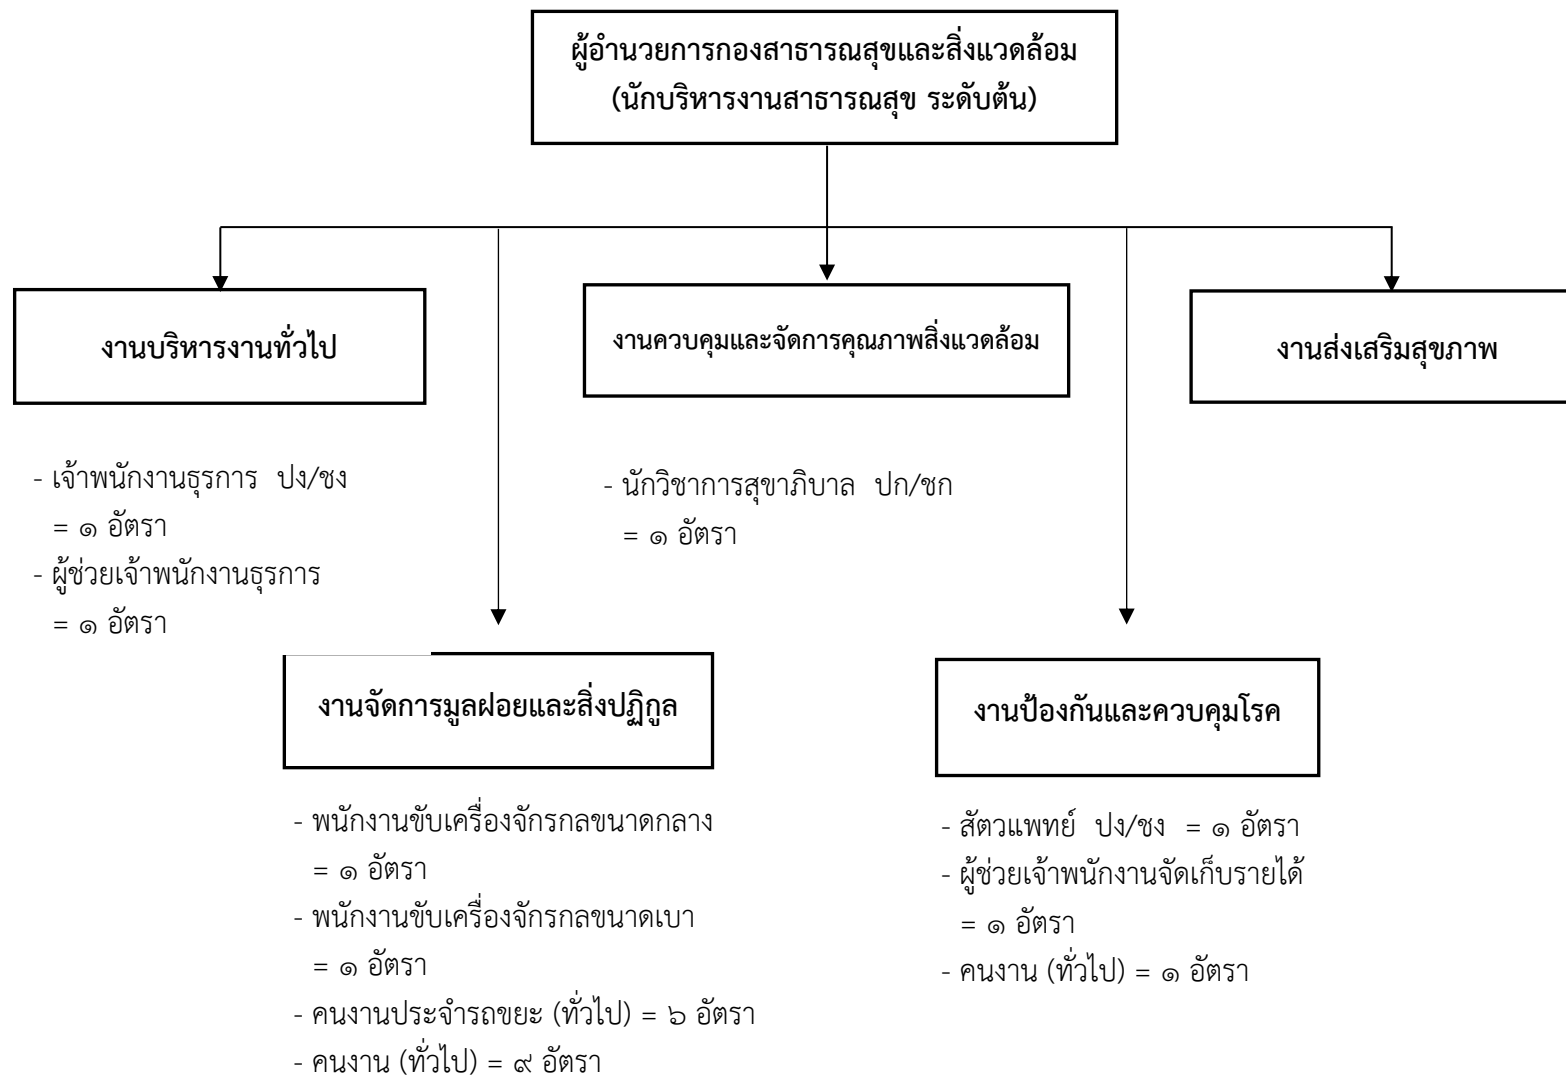 ผู้อำนวยการกองสาธารณสุขและสิ่งแวดล้อม
(นักบริหารงานสาธารณสุข ระดับต้น)
งานบริหารงานทั่วไป
งานควบคุมและจัดการคุณภาพสิ่งแวดล้อม
งานส่งเสริมสุขภาพ
- เจ้าพนักงานธุรการ ปง/ชง
= ๑ อัตรา
- ผู้ช่วยเจ้าพนักงานธุรการ
= ๑ อัตรา
- นักวิชาการสุขาภิบาล ปก/ชก
= ๑ อัตรา
งานจัดการมูลฝอยและสิ่งปฏิกูล
งานป้องกันและควบคุมโรค
- พนักงานขับเครื่องจักรกลขนาดกลาง
= ๑ อัตรา
- พนักงานขับเครื่องจักรกลขนาดเบา
= ๑ อัตรา
- คนงานประจำรถขยะ (ทั่วไป) = ๖ อัตรา
- คนงาน (ทั่วไป) = ๙ อัตรา
- สัตวแพทย์ ปง/ชง = ๑ อัตรา
- ผู้ช่วยเจ้าพนักงานจัดเก็บรายได้
= ๑ อัตรา
- คนงาน (ทั่วไป) = ๑ อัตรา